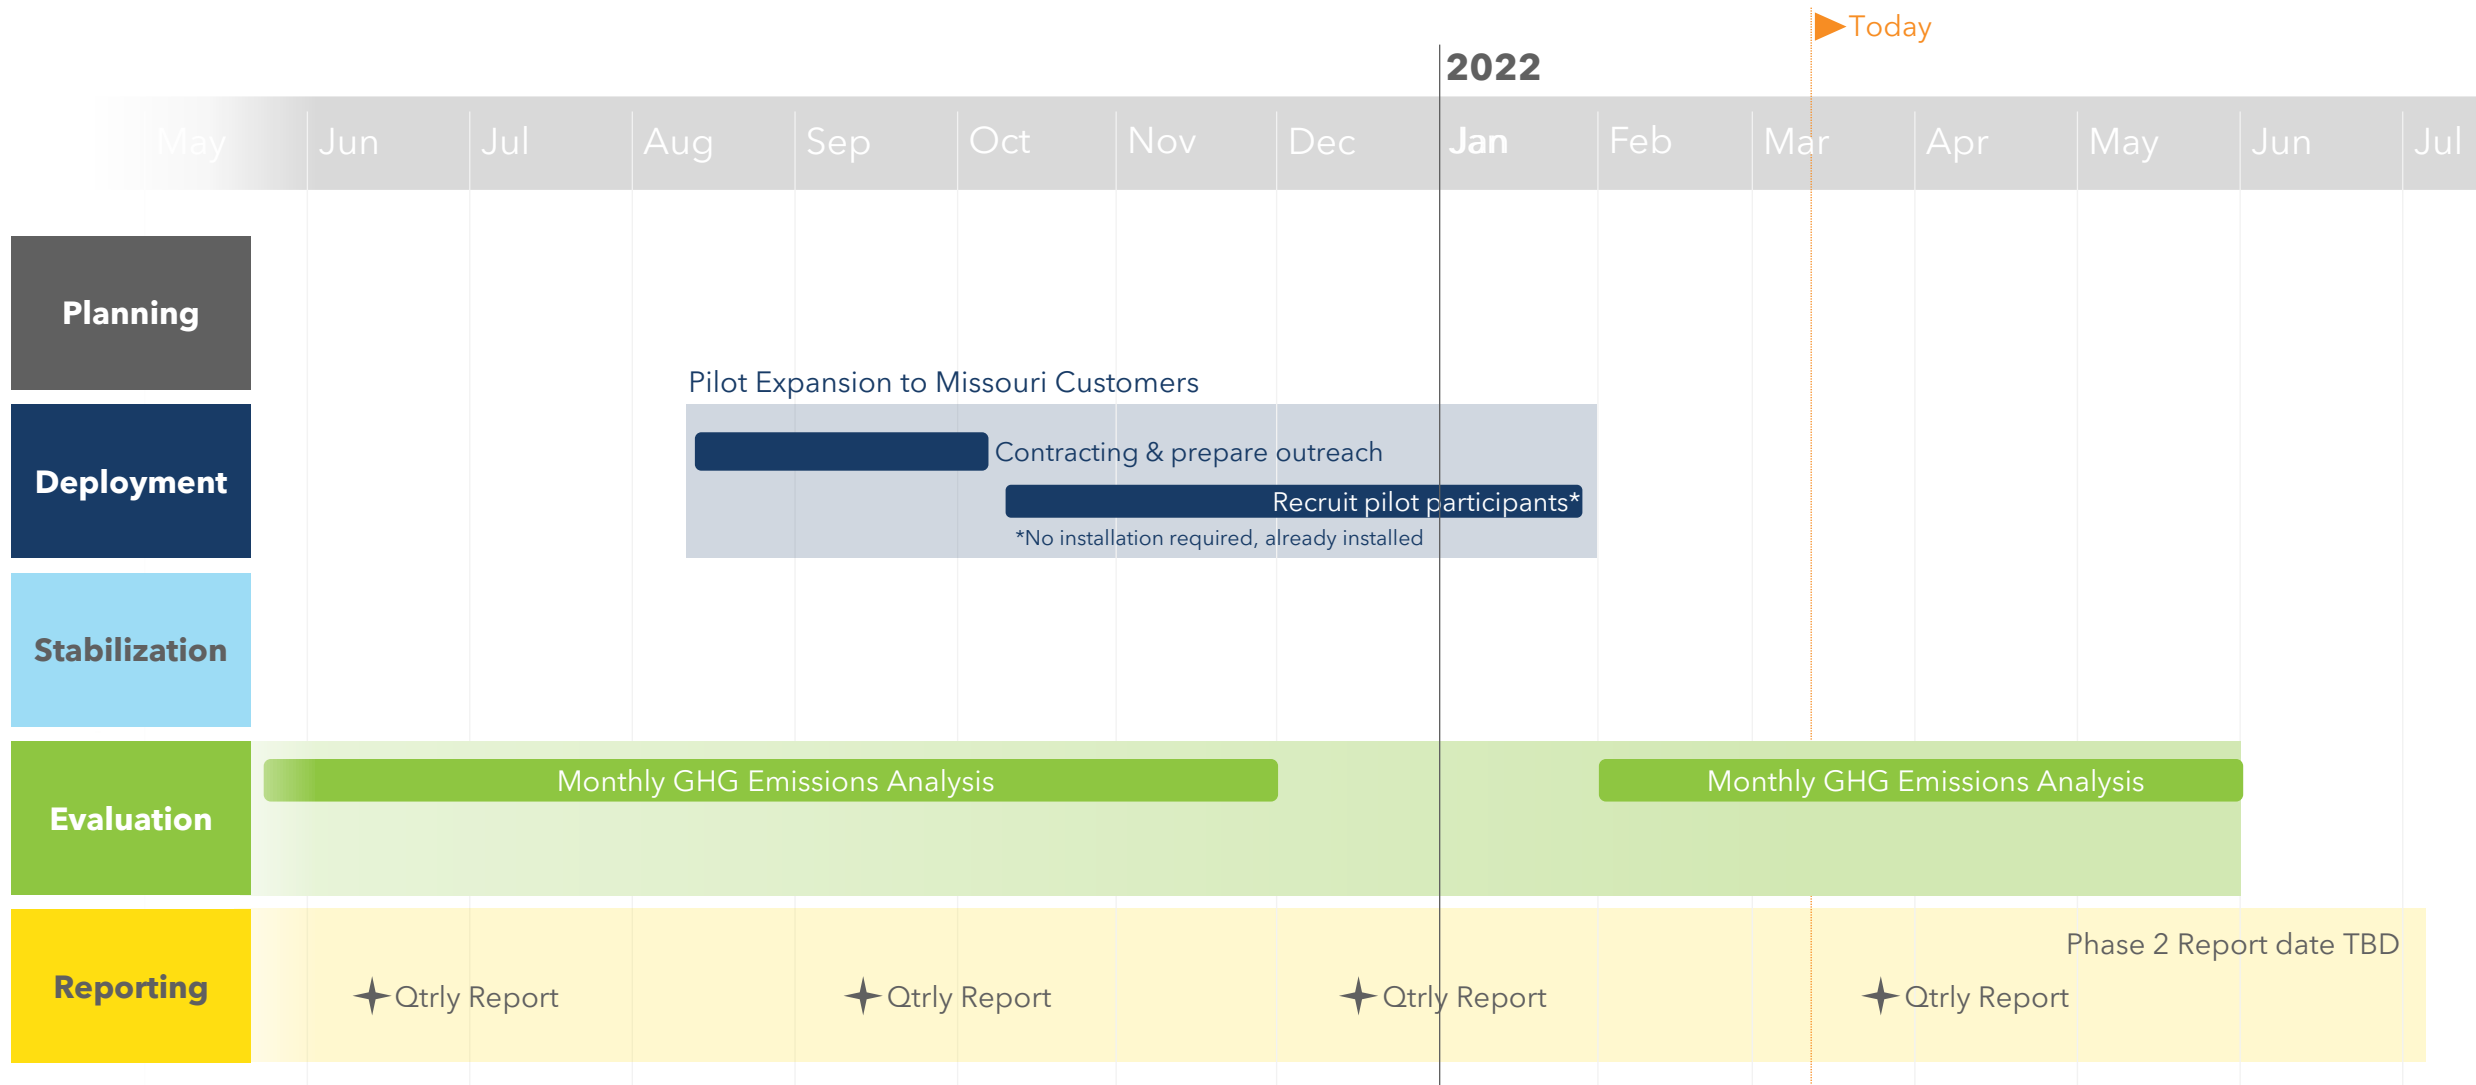 Today
2022
May Jun Jul Aug Sep Oct Nov Dec Jan Feb Mar Apr May Jun Jul
Planning
Pilot Expansion to Missouri Customers
Deployment
Contracting & prepare outreach
Recruit pilot participants*
*No installation required, already installed
Stabilization
Evaluation
Monthly GHG Emissions Analysis
Monthly GHG Emissions Analysis
Reporting
Phase 2 Report date TBD
Qtrly Report
Qtrly Report
Qtrly Report
Qtrly Report